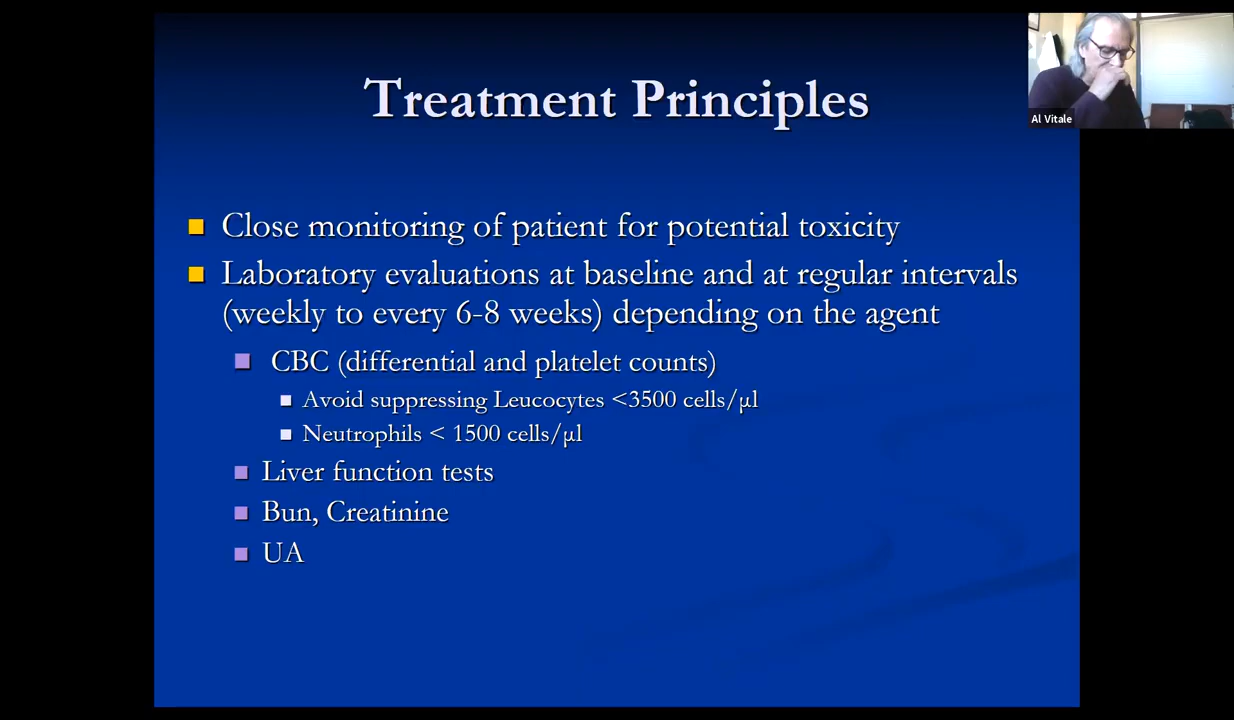 Treatment Principles
Al Vitale
Close monitoring of patient for potential toxicity
Laboratory evaluations at baseline and at regular intervals
(weekly to every 6-8 weeks) depending on the agent
CBC (differential and platelet counts)
Avoid suppressing Leucocytes <3500 cells/µl
Neutrophils < 1500 cells/µl
Liver function tests
Bun, Creatinine
UA